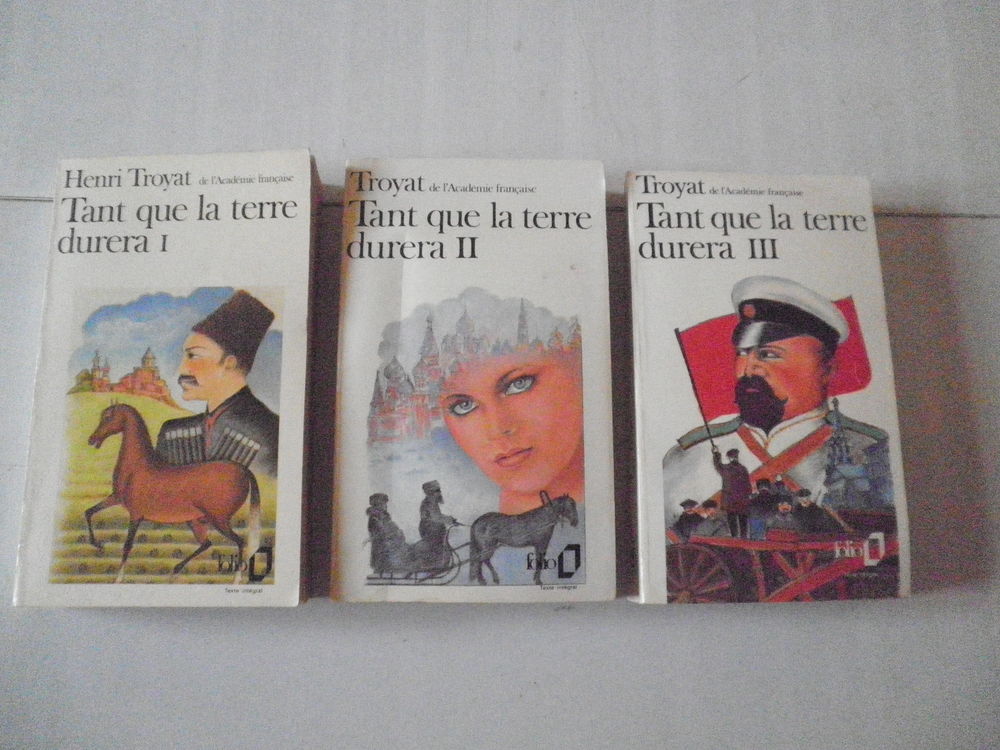 Henri Troyat de l'Académie française
Tant que la terre
durera I
folio
Texte intégral
Troyat de l'Académie française
Tant que la terre
durera II
folio
Texte intégral
Troyat de l'Académie française
Tant que la terre
durera III
folio